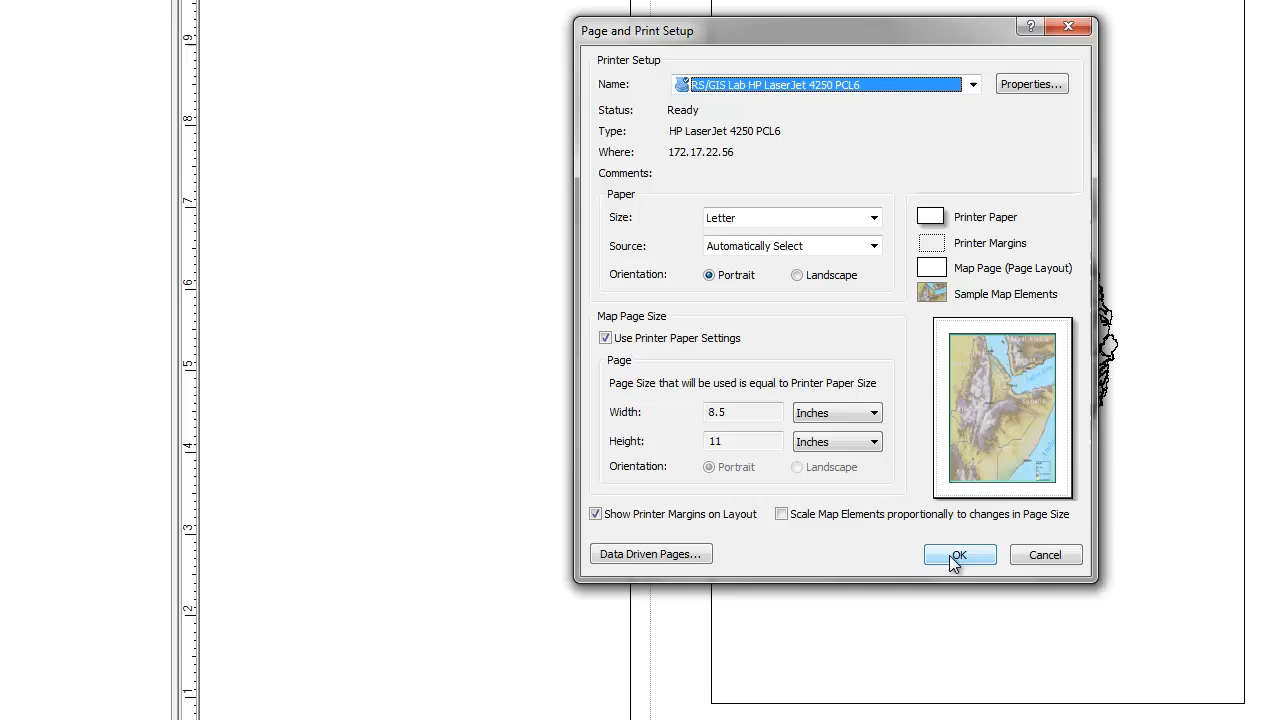 Page and Print Setup
?
Printer Setup
Name:
RS/GIS Lab HP LaserJet 4250 PCL6
Properties...
Status:
Ready
Type:
HP LaserJet 4250 PCL6
Where:
172.17.22.56
Comments:
Paper
Size:
Letter
Source:
Automatically Select
Orientation:
Portrait
Landscape
Printer Paper
Printer Margins
Map Page (Page Layout)
Sample Map Elements
Map Page Size
Use Printer Paper Settings
Page
Page Size that will be used is equal to Printer Paper Size
Width:
8.5
Inches
Height:
11
Inches
Orientation:
Portrait
Landscape
Show Printer Margins on Layout
Scale Map Elements proportionally to changes in Page Size
Data Driven Pages...
OK
Cancel
9
8
7
6
5
4
3
2
1